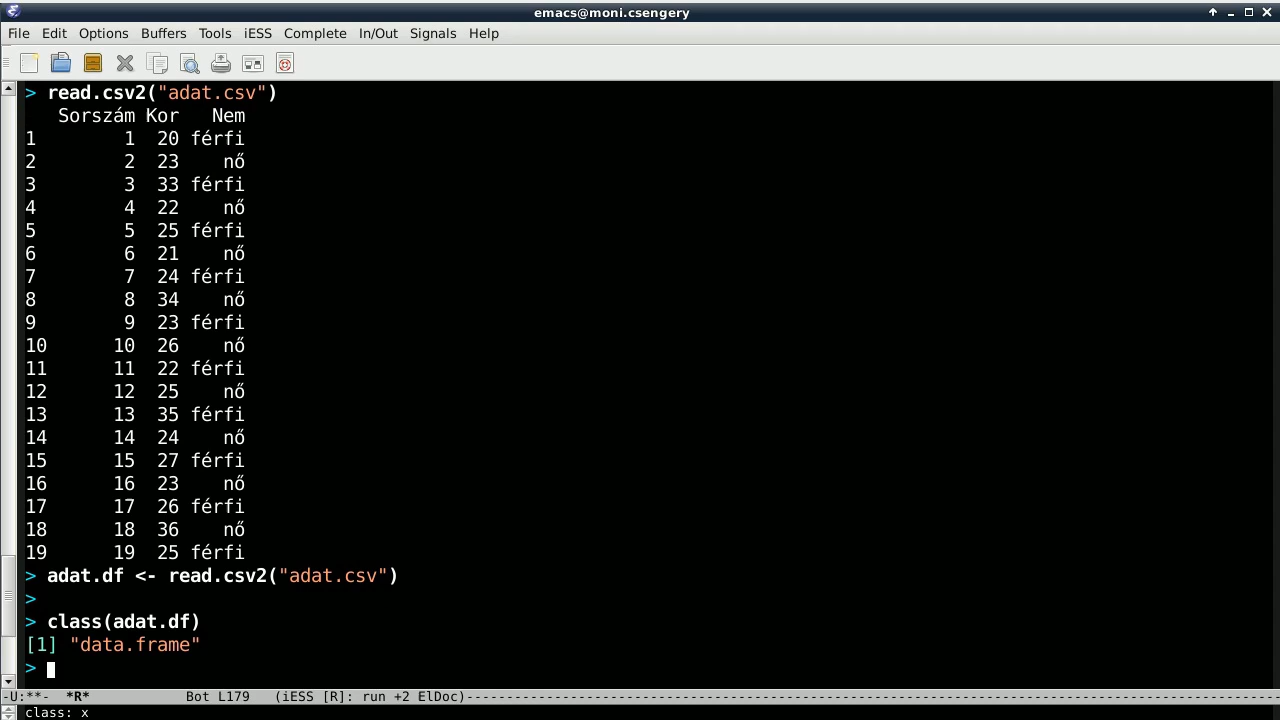 emacs@moni.csengery
File Edit Options Buffers Tools iESS Complete In/Out Signals Help
> read.csv2("adat.csv")
Sorszám Kor Nem
1 1 20 férfi
2 2 23 nő
3 3 33 férfi
4 4 22 nő
5 5 25 férfi
6 6 21 nő
7 7 24 férfi
8 8 34 nő
9 9 23 férfi
10 10 26 nő
11 11 22 férfi
12 12 25 nő
13 13 35 férfi
14 14 24 nő
15 15 27 férfi
16 16 23 nő
17 17 26 férfi
18 18 36 nő
19 19 25 férfi
> adat.df <- read.csv2("adat.csv")
>
> class(adat.df)
[1] "data.frame"
>
-U:**- *R* Bot L179 (iESS [R]: run +2 ElDoc)--------------------------------------------------------------------------
class: x